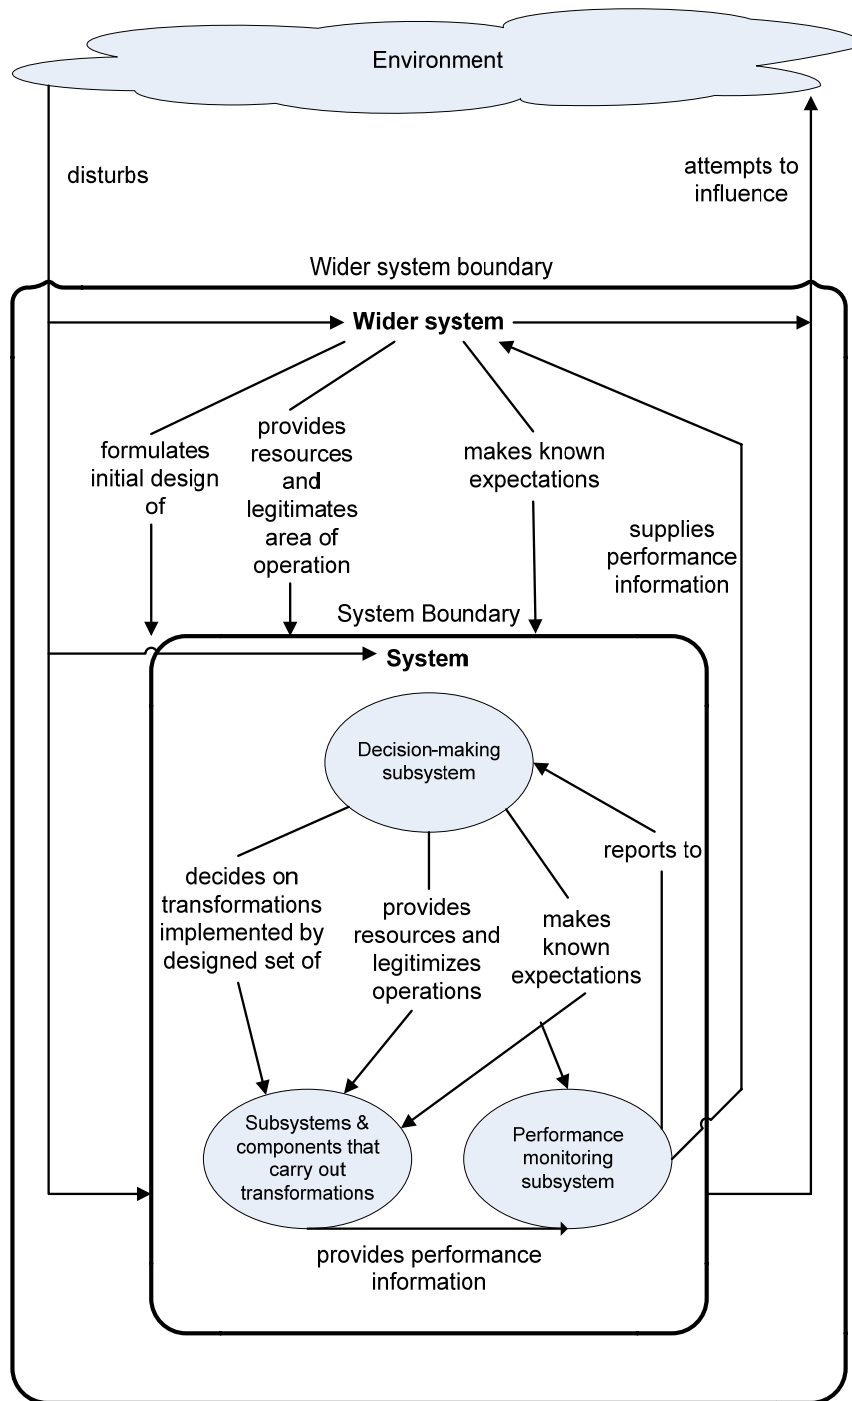 Environment
disturbs
attempts to
influence
Wider system boundary
Wider system
formulates
initial design
of
provides
resources
and
legitimates
area of
operation
makes known
expectations
supplies
performance
information
System Boundary
System
Decision-making
subsystem
reports to
decides on
transformations
implemented by
designed set of
provides
resources and
legitimizes
operations
makes
known
expectations
Subsystems &
components that
carry out
transformations
Performance
monitoring
subsystem
provides performance
information